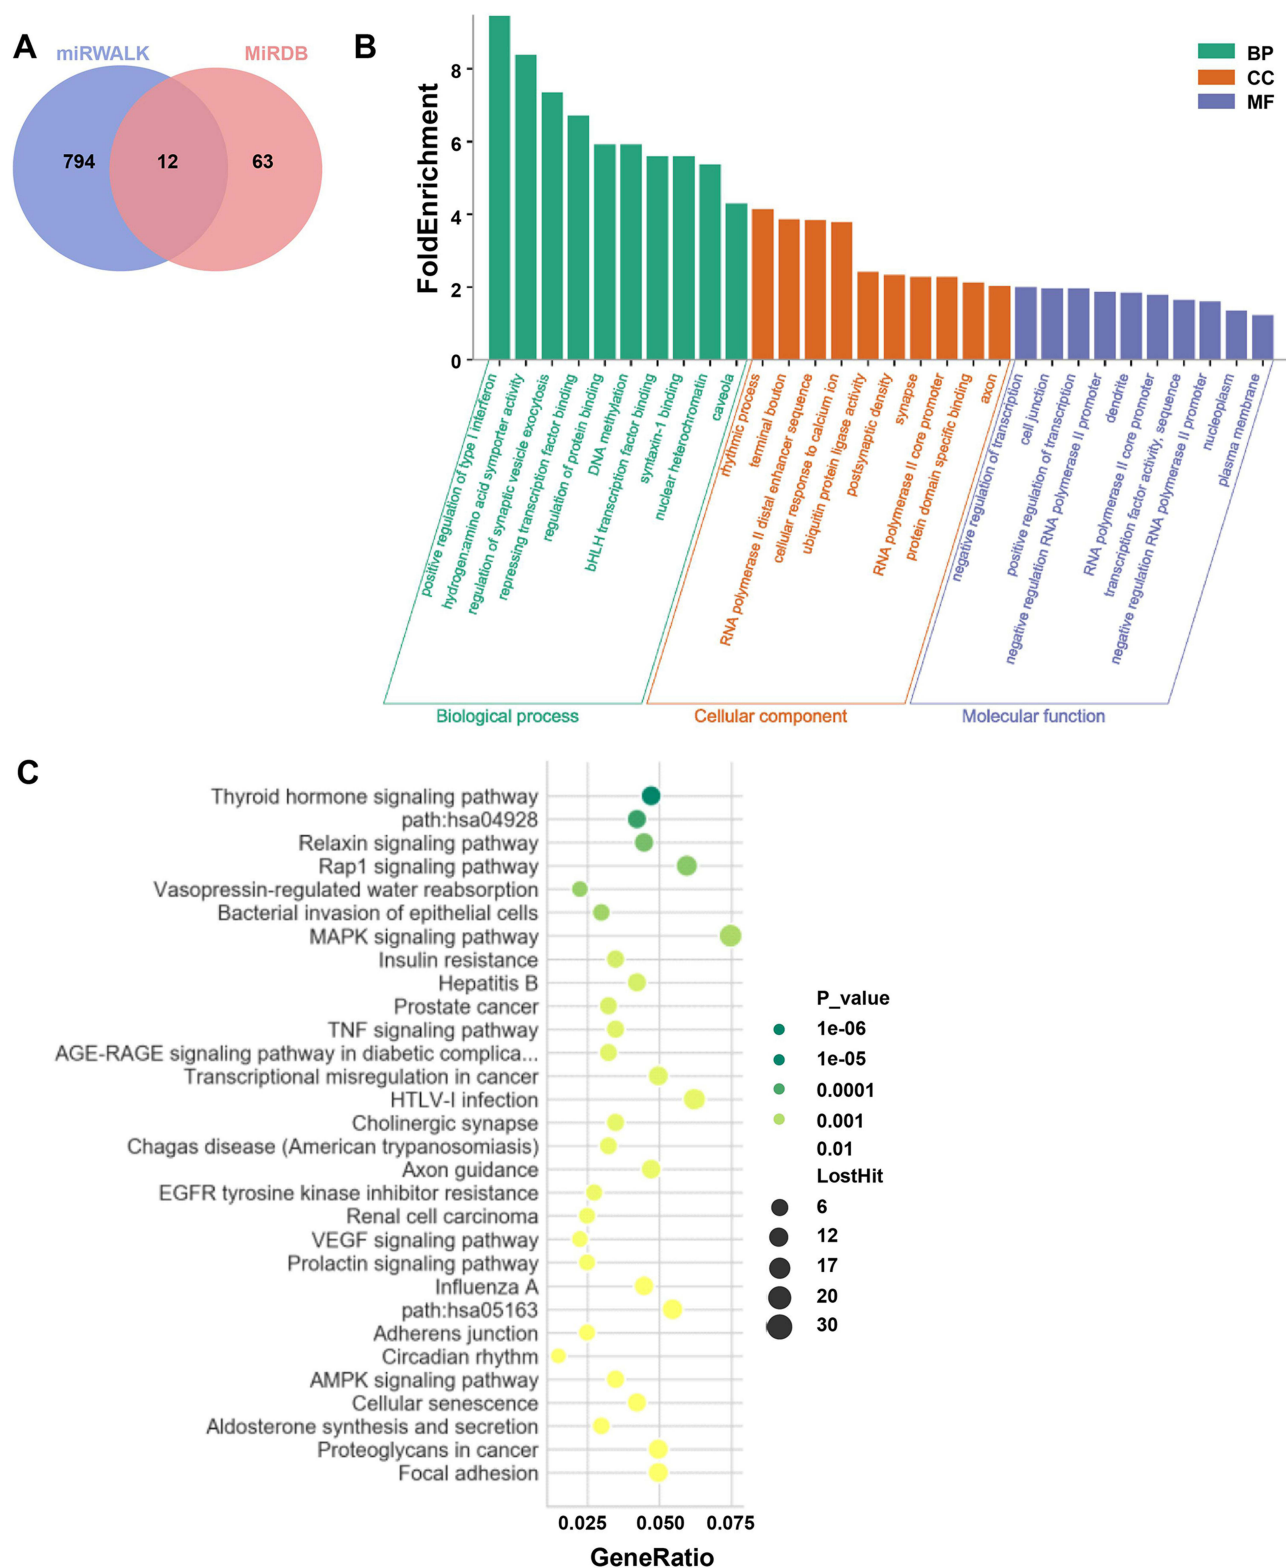 A
miRWALK
MiRDB
794
12
63
B
FoldEnrichment
8
6
4
2
0
BP
CC
MF
positive regulation of type I interferon
hydrogen:amino acid symporter activity
regulation of synaptic vesicle exocytosis
repressing transcription factor binding
regulation of protein binding
DNA methylation
bHLH transcription factor binding
syntaxin-1 binding
nuclear heterochromatin
caveola
rhythmic process
terminal bouton
RNA polymerase II distal enhancer sequence
cellular response to calcium ion
ubiquitin protein ligase activity
postsynaptic density
synapse
RNA polymerase II core promoter
protein domain specific binding
axon
negative regulation of transcription
cell junction
positive regulation of transcription
negative regulation RNA polymerase II promoter
dendrite
RNA polymerase II core promoter
transcription factor activity, sequence
negative regulation RNA polymerase II promoter
nucleoplasm
plasma membrane
Biological process
Cellular component
Molecular function
C
Thyroid hormone signaling pathway
path:hsa04928
Relaxin signaling pathway
Rap1 signaling pathway
Vasopressin-regulated water reabsorption
Bacterial invasion of epithelial cells
MAPK signaling pathway
Insulin resistance
Hepatitis B
Prostate cancer
TNF signaling pathway
AGE-RAGE signaling pathway in diabetic complica...
Transcriptional misregulation in cancer
HTLV-I infection
Cholinergic synapse
Chagas disease (American trypanosomiasis)
Axon guidance
EGFR tyrosine kinase inhibitor resistance
Renal cell carcinoma
VEGF signaling pathway
Prolactin signaling pathway
Influenza A
path:hsa05163
Adherens junction
Circadian rhythm
AMPK signaling pathway
Cellular senescence
Aldosterone synthesis and secretion
Proteoglycans in cancer
Focal adhesion
0.025
0.050
0.075
GeneRatio
P_value
1e-06
1e-05
0.0001
0.001
0.01
LostHit
6
12
17
20
30